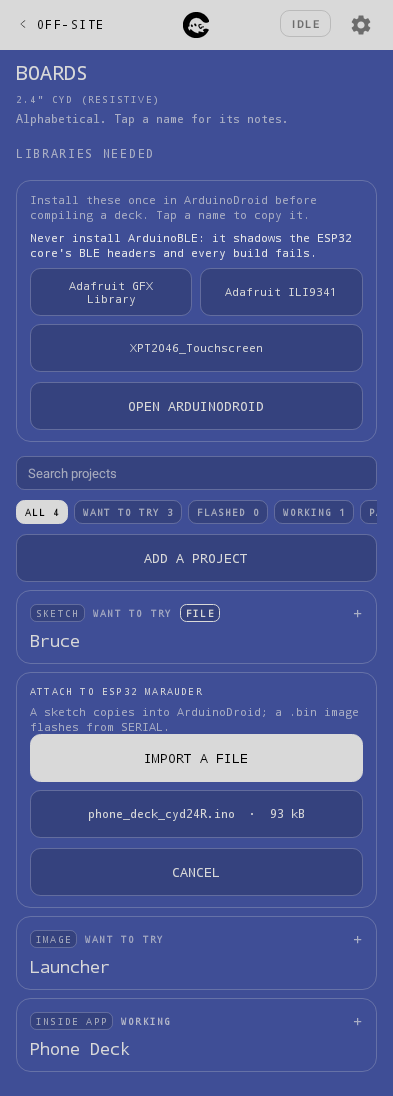 OFF-SITE
IDLE
BOARDS
2.4" CYD (RESISTIVE)
Alphabetical. Tap a name for its notes.
LIBRARIES NEEDED
Install these once in ArduinoDroid before
compiling a deck. Tap a name to copy it.
Never install ArduinoBLE: it shadows the ESP32
core's BLE headers and every build fails.
Adafruit GFX
Library
Adafruit ILI9341
XPT2046_Touchscreen
OPEN ARDUINODROID
Search projects
ALL 4 WANT TO TRY 3 FLASHED 0 WORKING 1
ADD A PROJECT
SKETCH WANT TO TRY FILE +
Bruce
ATTACH TO ESP32 MARAUDER
A sketch copies into ArduinoDroid; a .bin image
flashes from SERIAL.
IMPORT A FILE
phone_deck_cyd24R.ino · 93 kB
CANCEL
IMAGE WANT TO TRY +
Launcher
INSIDE APP WORKING +
Phone Deck